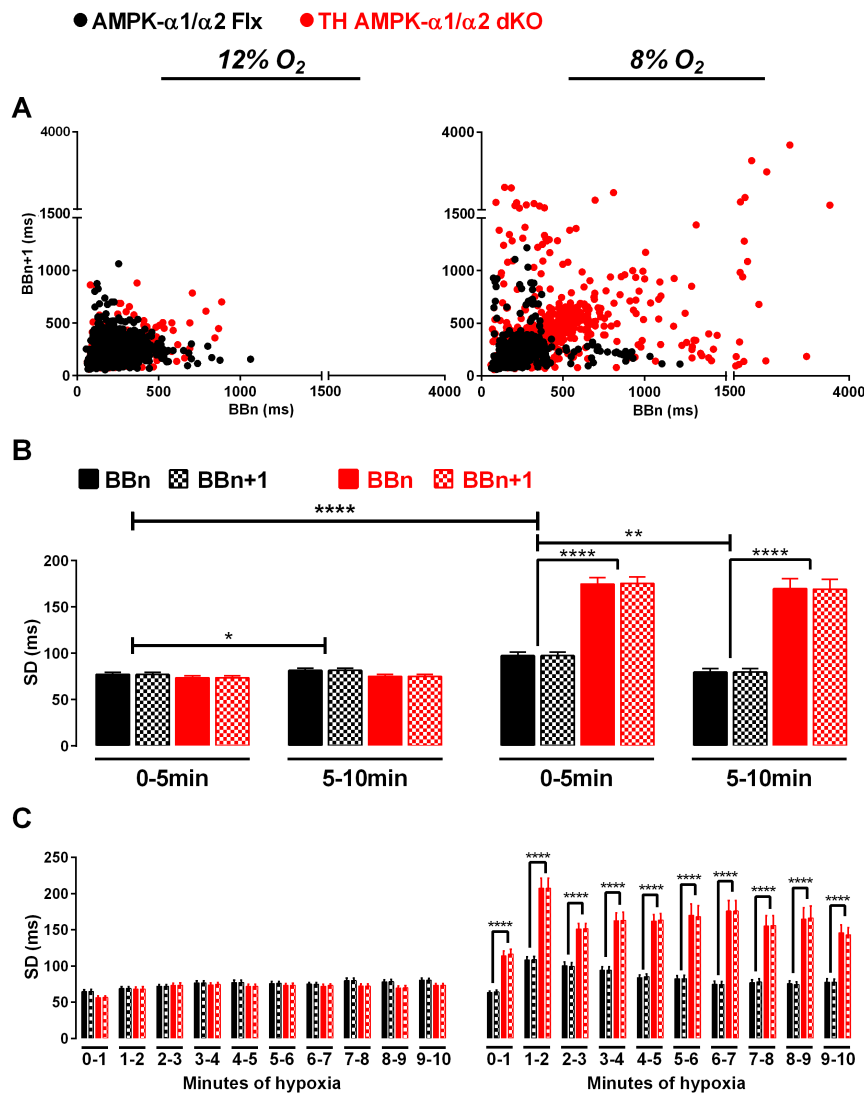 AMPK-α1/α2 Flx TH AMPK-α1/α2 dKO
12% O2 8% O2
A
4000 4000
1500 1500
BBn+1 (ms)
1000 1000
500 500
0 0
0 500 1000 1500 4000 0 500 1000 1500 4000
BBn (ms) BBn (ms)
B
BBn BBn+1 BBn BBn+1
****
**
200 **** ****
150
SD (ms)
100
*
50
0
0-5min 5-10min 0-5min 5-10min
C
250
**** **** **** **** **** **** **** **** **** ****
200
150
SD (ms)
100
50
0
0-1 1-2 2-3 3-4 4-5 5-6 6-7 7-8 8-9 9-10 0-1 1-2 2-3 3-4 4-5 5-6 6-7 7-8 8-9 9-10
Minutes of hypoxia Minutes of hypoxia